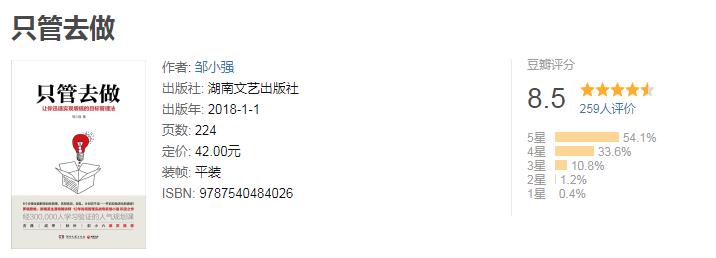 只管去做
只管去做
让你迅速实现塑造的目标管理法
邹小强 著
作者: 邹小强
出版社: 湖南文艺出版社
出版年: 2018-1-1
页数: 224
定价: 42.00元
装帧: 平装
ISBN: 9787540484026
豆瓣评分
8.5
259人评价
5星 54.1%
4星 33.6%
3星 10.8%
2星 1.2%
1星 0.4%
经300,000人学习验证的人气规划课